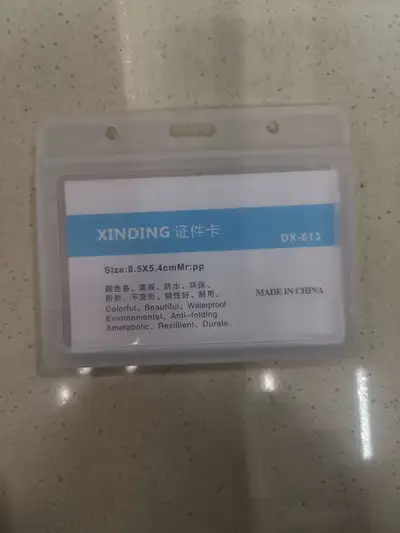 XINDING 证件卡
DX-613
Size:8.5X5.4cmMr:pp
颜色多、美观、防水、环保、
防折、不变形、韧性好、耐用。
MADE IN CHINA
Colorful、Beautiful、Waterproof
Environmental、Anti-folding
Ametabolic、Resillient、Durale.